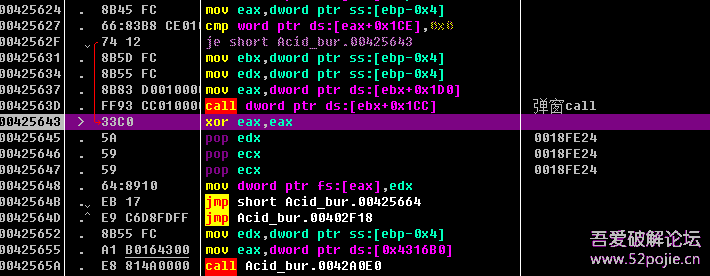 00425624 . 8B45 FC mov eax,dword ptr ss:[ebp-0x4]
00425627 . 66:83B8 CE01 cmp word ptr ds:[eax+0x1CE],0x0
0042562F . 74 12 je short Acid_bur.00425643
00425631 . 8B5D FC mov ebx,dword ptr ss:[ebp-0x4]
00425634 . 8B55 FC mov edx,dword ptr ss:[ebp-0x4]
00425637 . 8B83 D0010000 mov eax,dword ptr ds:[ebx+0x1D0]
0042563D . FF93 CC010000 call dword ptr ds:[ebx+0x1CC] 弹窗call
00425643 > 33C0 xor eax,eax
00425645 . 5A pop edx 0018FE24
00425646 . 59 pop ecx 0018FE24
00425647 . 59 pop ecx 0018FE24
00425648 . 64:8910 mov dword ptr fs:[eax],edx
0042564B . EB 17 jmp short Acid_bur.00425664
0042564D .^ E9 C6D8FDFF jmp Acid_bur.00402F18
00425652 . 8B55 FC mov edx,dword ptr ss:[ebp-0x4]
00425655 . A1 B0164300 mov eax,dword ptr ds:[0x4316B0]
0042565A . E8 814A0000 call Acid_bur.0042A0E0
吾爱破解论坛
www.52pojie.cn